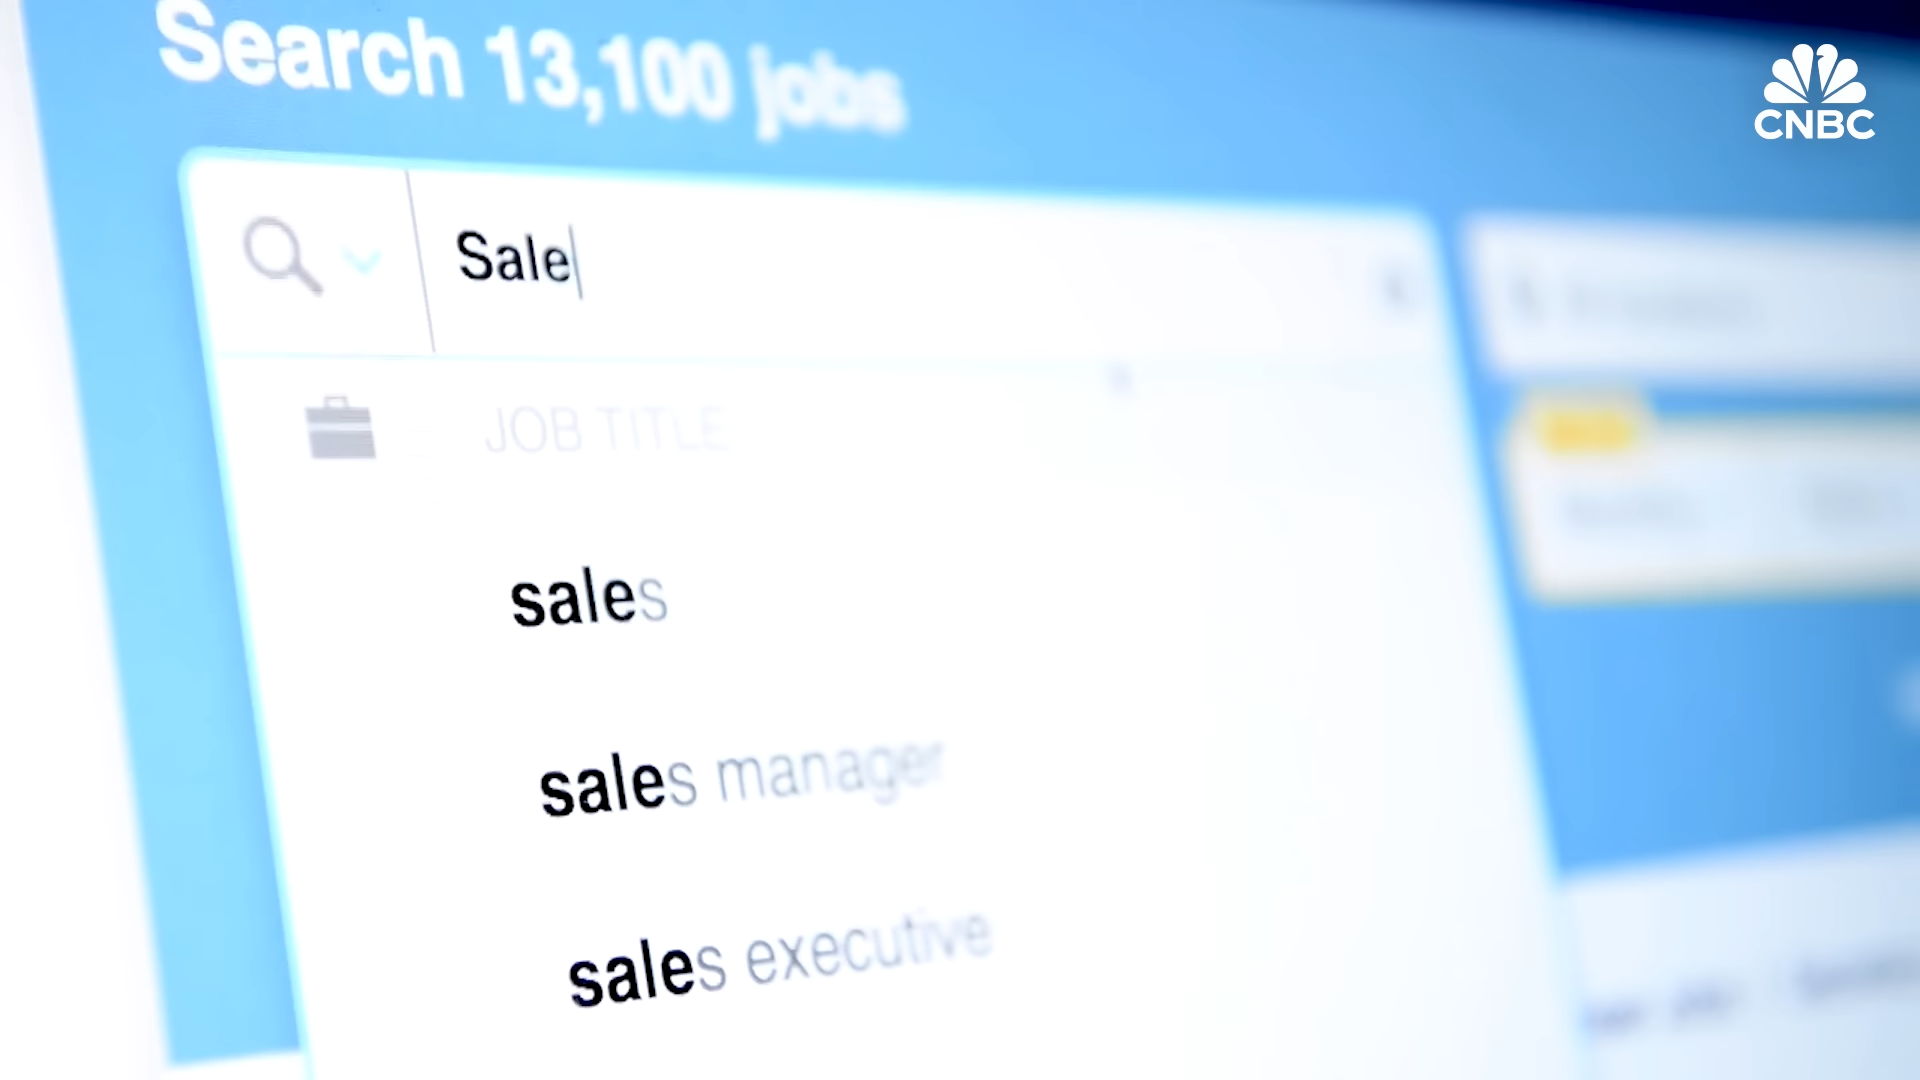 Search 13,100 jobs
CNBC
Sale
JOB TITLE
sales
sales manager
sales executive